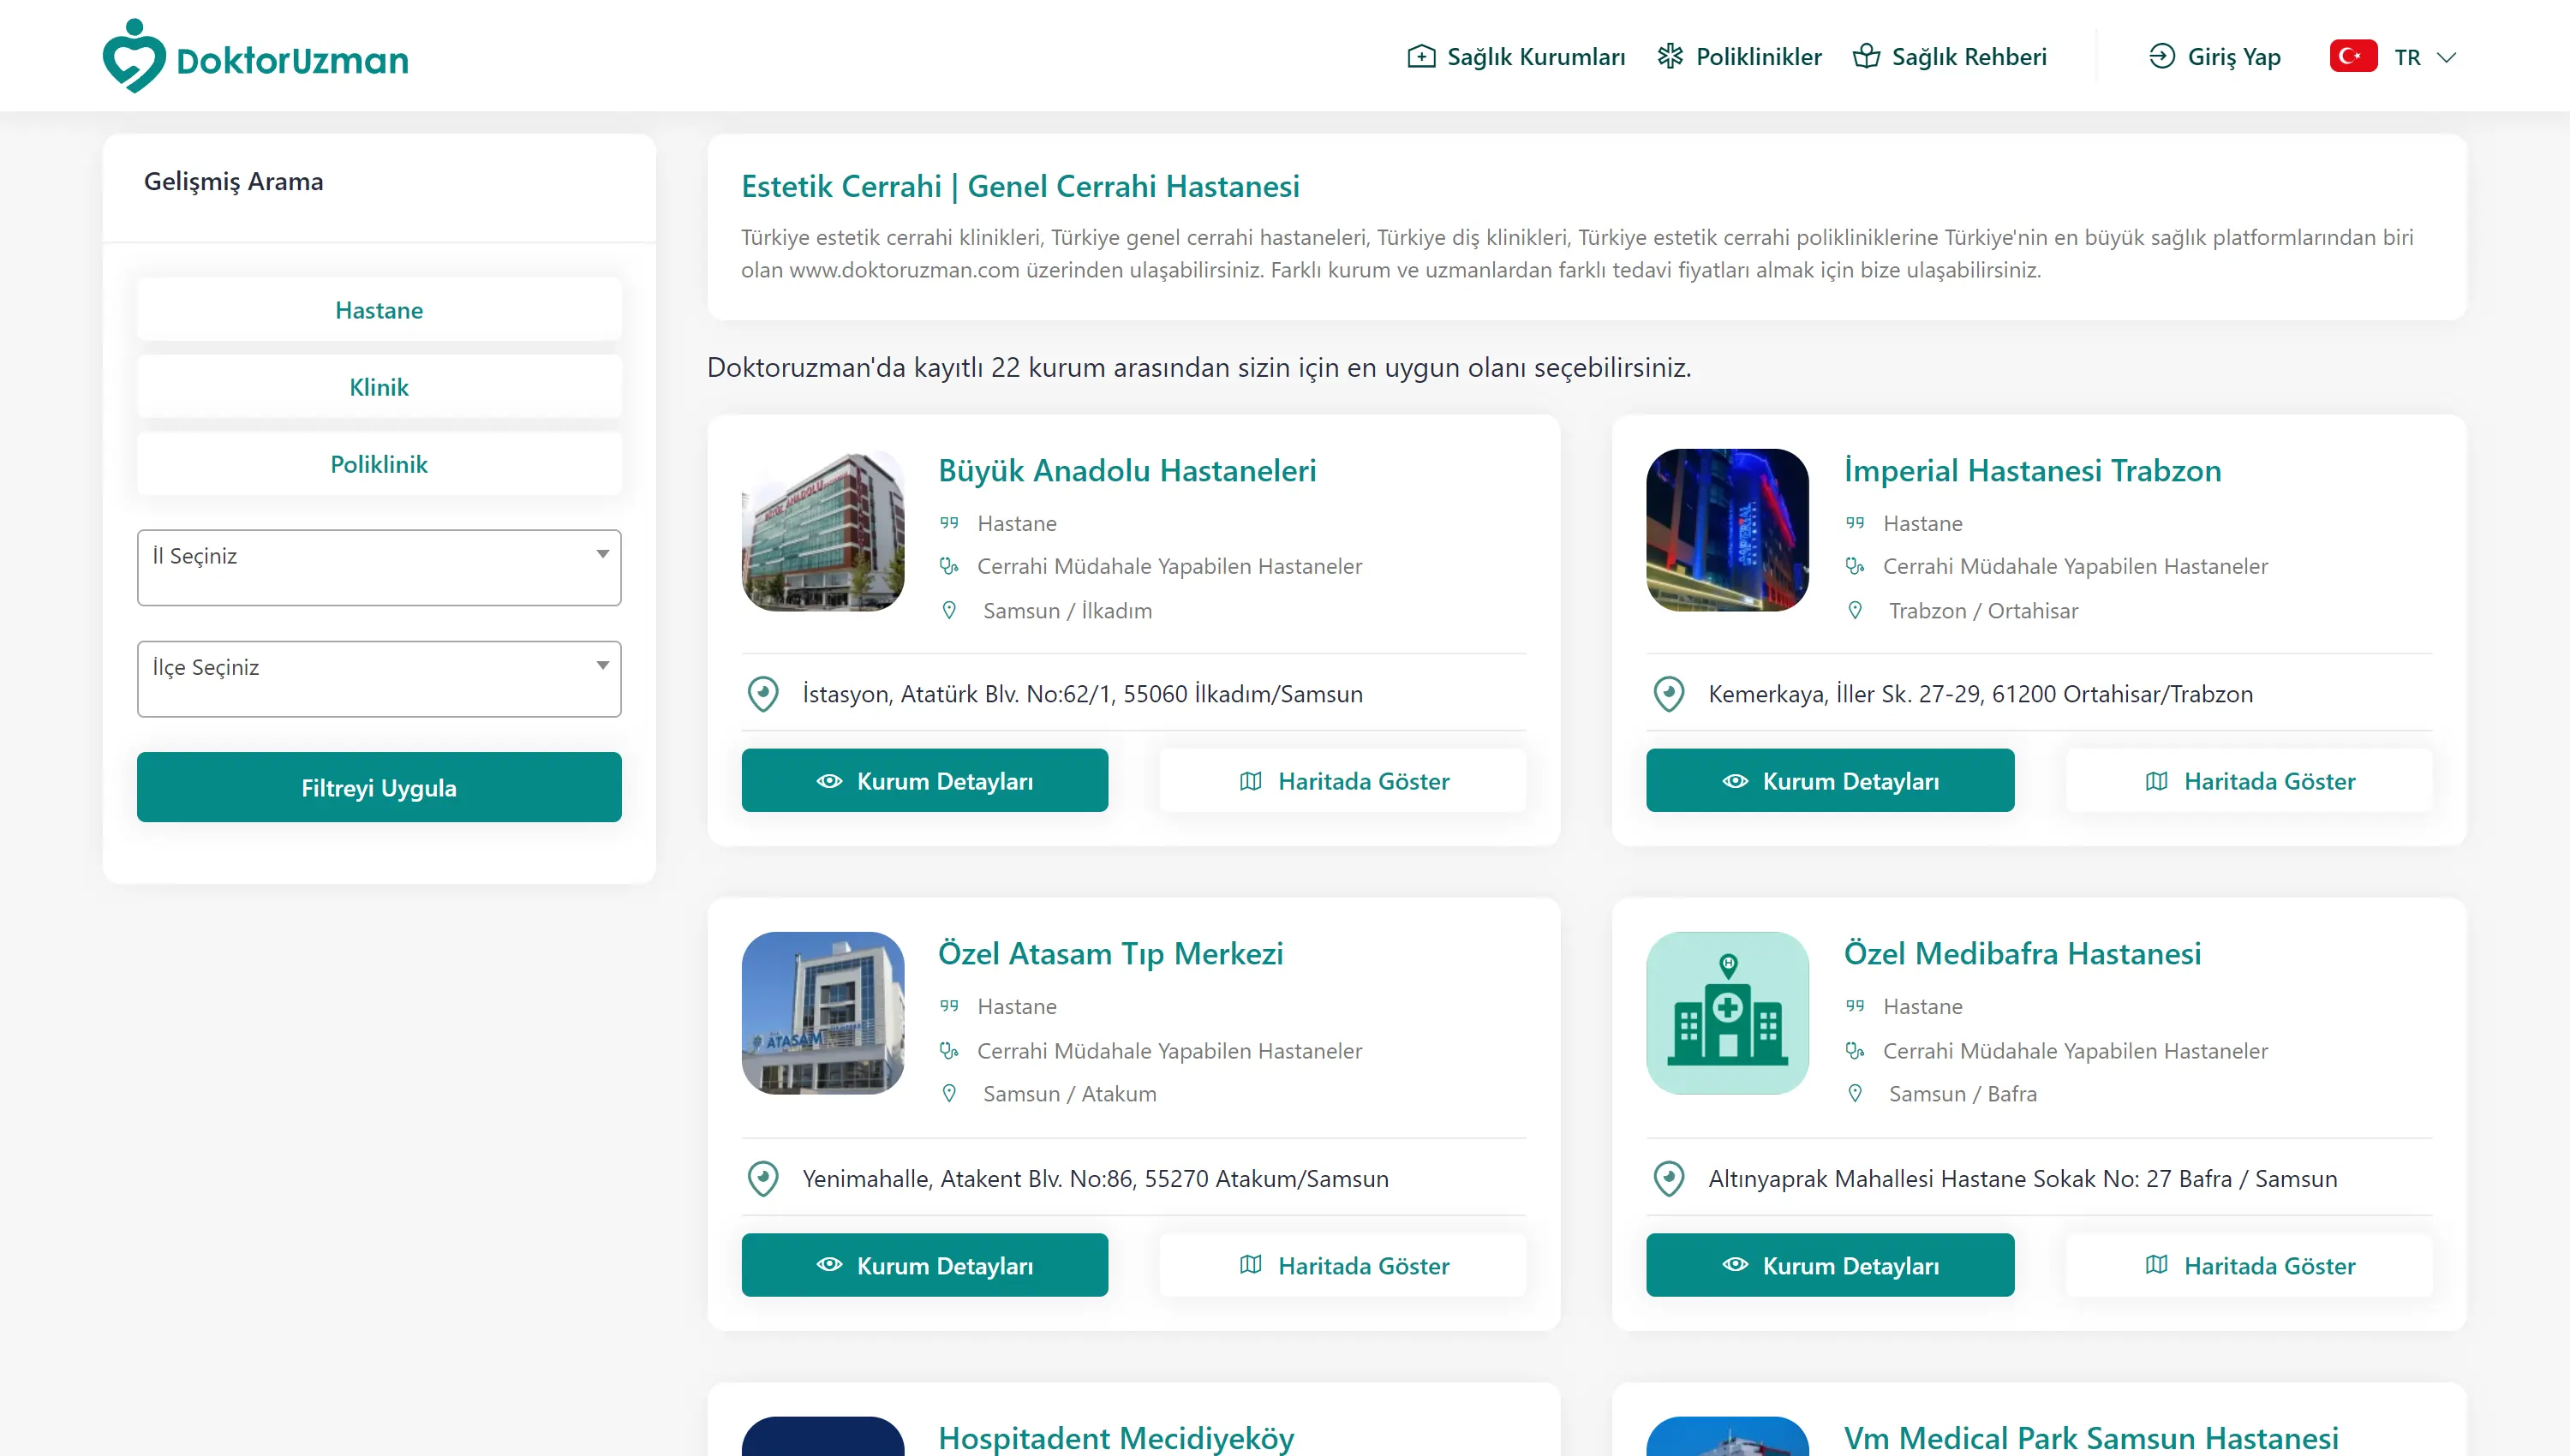 DoktorUzman
Sağlık Kurumları
Poliklinikler
Sağlık Rehberi
Giriş Yap
TR
Gelişmiş Arama
Hastane
Klinik
Poliklinik
İl Seçiniz
İlçe Seçiniz
Filtreyi Uygula
Estetik Cerrahi | Genel Cerrahi Hastanesi
Türkiye estetik cerrahi klinikleri, Türkiye genel cerrahi hastaneleri, Türkiye diş klinikleri, Türkiye estetik cerrahi polikliniklerine Türkiye'nin en büyük sağlık platformlarından biri
olan www.doktoruzman.com üzerinden ulaşabilirsiniz. Farklı kurum ve uzmanlardan farklı tedavi fiyatları almak için bize ulaşabilirsiniz.
Doktoruzman'da kayıtlı 22 kurum arasından sizin için en uygun olanı seçebilirsiniz.
BÜYÜK ANADOLU
Büyük Anadolu Hastaneleri
Hastane
Cerrahi Müdahale Yapabilen Hastaneler
Samsun / İlkadım
İstasyon, Atatürk Blv. No:62/1, 55060 İlkadım/Samsun
Kurum Detayları
Haritada Göster
İmperial Hastanesi Trabzon
Hastane
Cerrahi Müdahale Yapabilen Hastaneler
Trabzon / Ortahisar
Kemerkaya, İller Sk. 27-29, 61200 Ortahisar/Trabzon
Kurum Detayları
Haritada Göster
ATASAM
Özel Atasam Tıp Merkezi
Hastane
Cerrahi Müdahale Yapabilen Hastaneler
Samsun / Atakum
Yenimahalle, Atakent Blv. No:86, 55270 Atakum/Samsun
Kurum Detayları
Haritada Göster
H
Özel Medibafra Hastanesi
Hastane
Cerrahi Müdahale Yapabilen Hastaneler
Samsun / Bafra
Altınyaprak Mahallesi Hastane Sokak No: 27 Bafra / Samsun
Kurum Detayları
Haritada Göster
Hospitadent Mecidiyeköy
Vm Medical Park Samsun Hastanesi